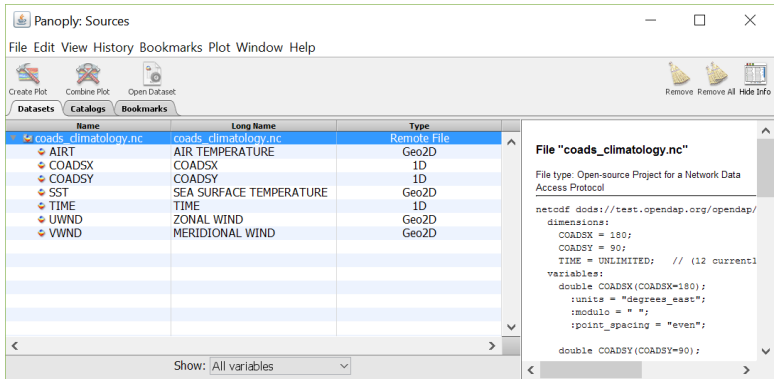 Panoply: Sources
File Edit View History Bookmarks Plot Window Help
Create Plot Combine Plot Open Dataset Remove Remove All Hide Info
Datasets Catalogs Bookmarks
Name Long Name Type
coads_climatology.nc coads_climatology.nc Remote File
AIRT AIR TEMPERATURE Geo2D
COADSX COADSX 1D
COADSY COADSY 1D
SST SEA SURFACE TEMPERATURE Geo2D
TIME TIME 1D
UWND ZONAL WIND Geo2D
VWND MERIDIONAL WIND Geo2D
Show: All variables
File "coads_climatology.nc"
File type: Open-source Project for a Network Data
Access Protocol
netcdf dods://test.opendap.org/opendap/
dimensions:
COADSX = 180;
COADSY = 90;
TIME = UNLIMITED; // (12 currentl
variables:
double COADSX(COADSX=180);
:units = "degrees_east";
:modulo = " ";
:point_spacing = "even";
double COADSY(COADSY=90);